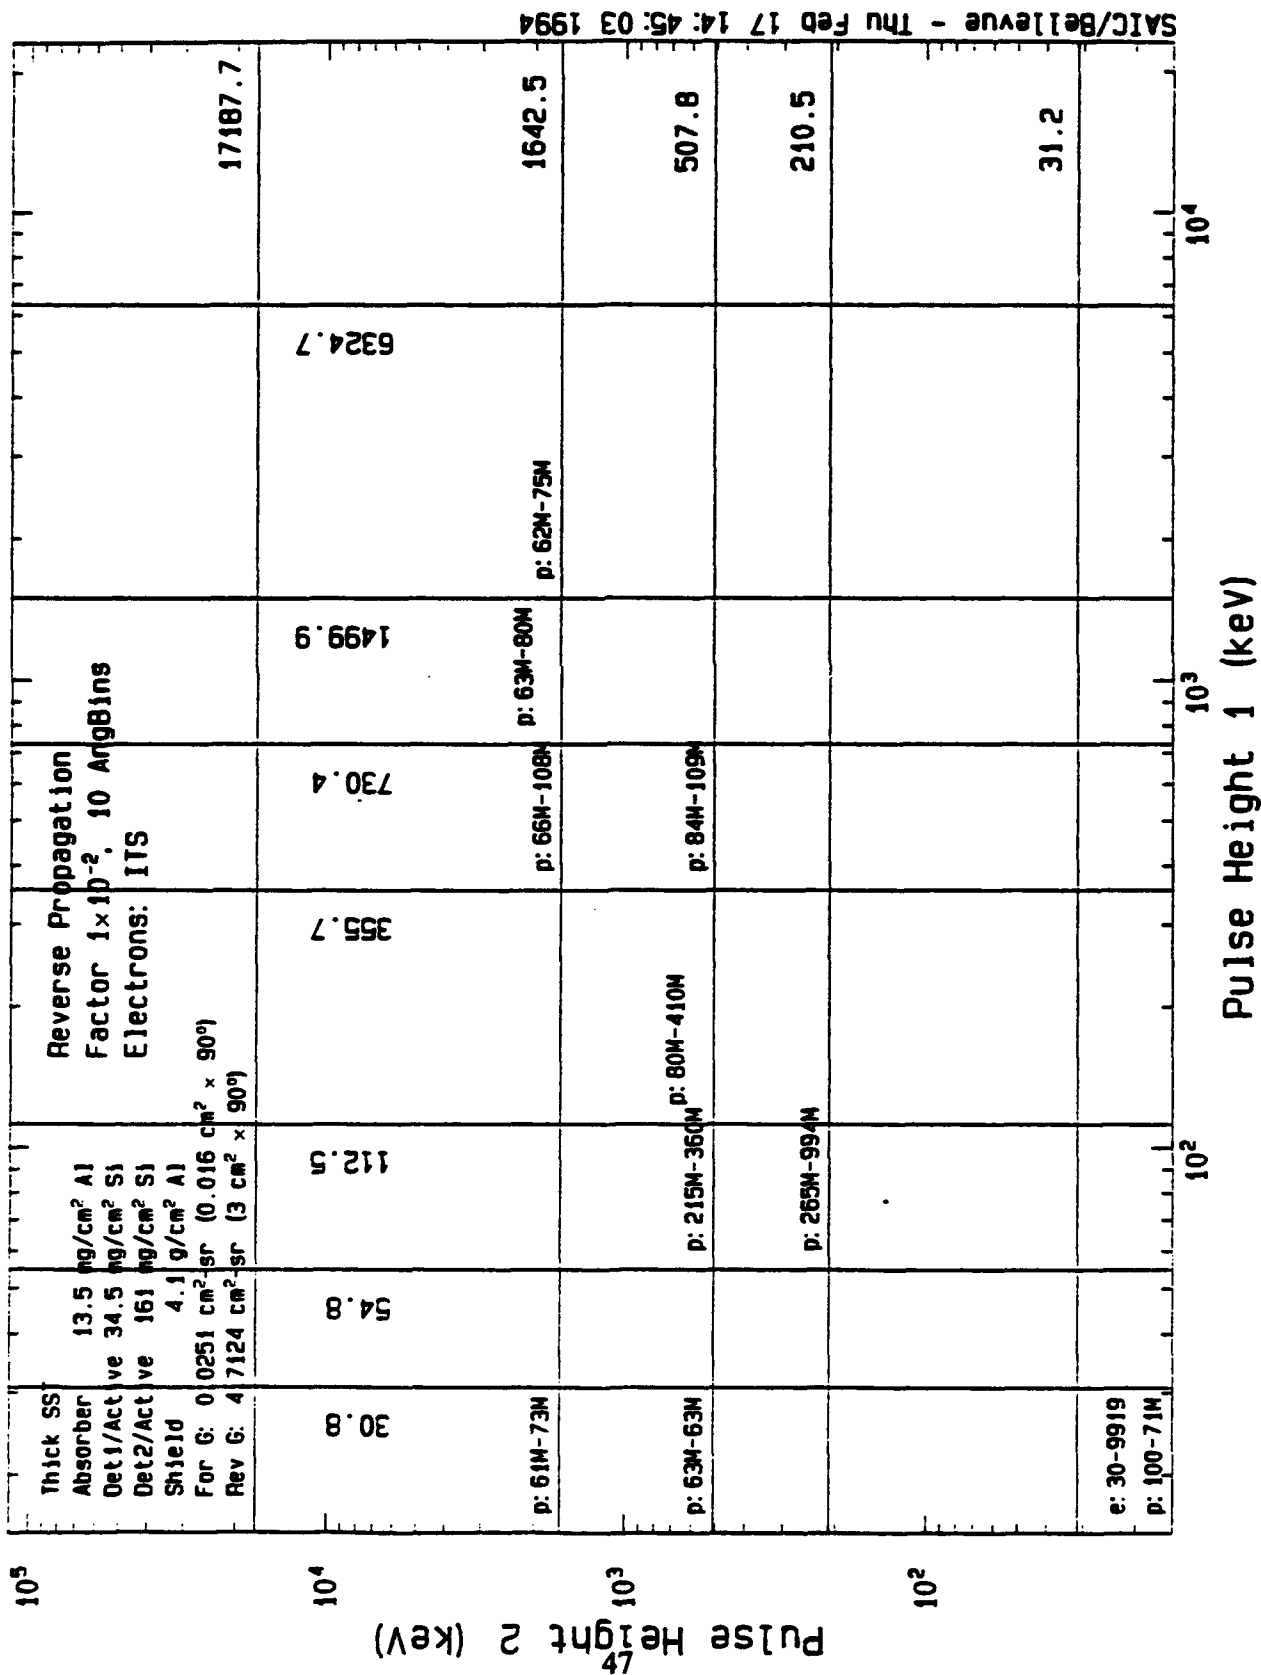 SAIC/Bellevue - Thu Feb 17 14:45:03 1994
Reverse Propagation
Factor 1×10⁻², 10 AngBins
Electrons: ITS
Thick SST
Absorber 13.5 mg/cm² Al
Det1/Active 34.5 mg/cm² Si
Det2/Active 161 mg/cm² Si
Shield 4.1 g/cm² Al
For G: 0.0251 cm²-sr (0.016 cm² × 90°)
Rev G: 4.7124 cm²-sr (3 cm² × 90°)
17187.7
1642.5
507.8
210.5
31.2
30.8
54.8
112.5
355.7
730.4
1499.9
6324.7
p: 61M-73M
p: 66M-108M
p: 63M-80M
p: 62M-75M
p: 63M-63M
p: 215M-360M
p: 80M-410M
p: 84M-109M
p: 265M-994M
e: 30-9919
p: 100-71M
10⁵
10⁴
10³
10²
Pulse Height 2 (keV)
10²
10³
10⁴
Pulse Height 1 (keV)
47